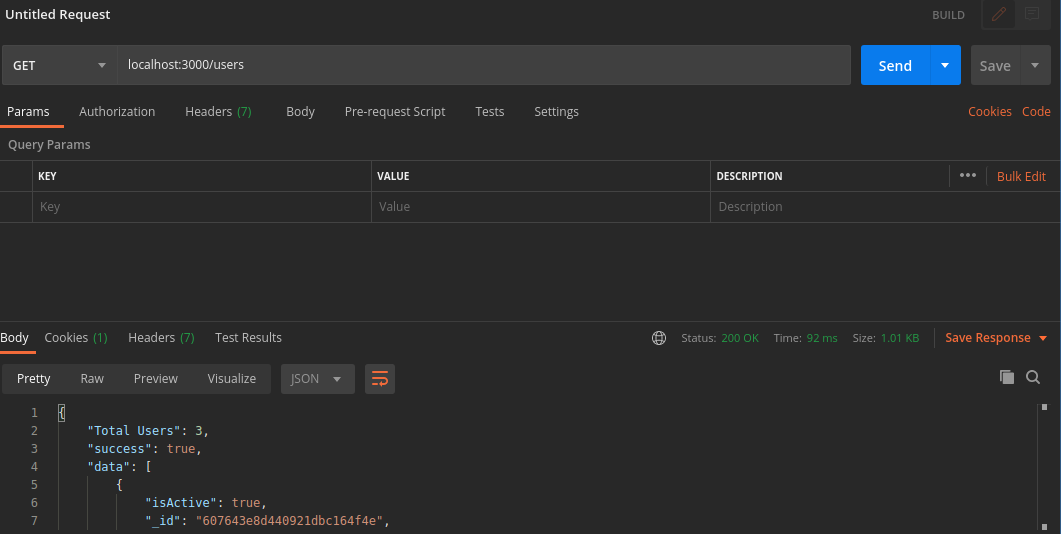 Untitled Request BUILD
GET localhost:3000/users Send Save
Params Authorization Headers (7) Body Pre-request Script Tests Settings Cookies Code
Query Params
KEY VALUE DESCRIPTION ••• Bulk Edit
Key Value Description
Body Cookies (1) Headers (7) Test Results Status: 200 OK Time: 92 ms Size: 1.01 KB Save Response
Pretty Raw Preview Visualize JSON
1 {
2 "Total Users": 3,
3 "success": true,
4 "data": [
5 {
6 "isActive": true,
7 "_id": "607643e8d440921dbc164f4e",